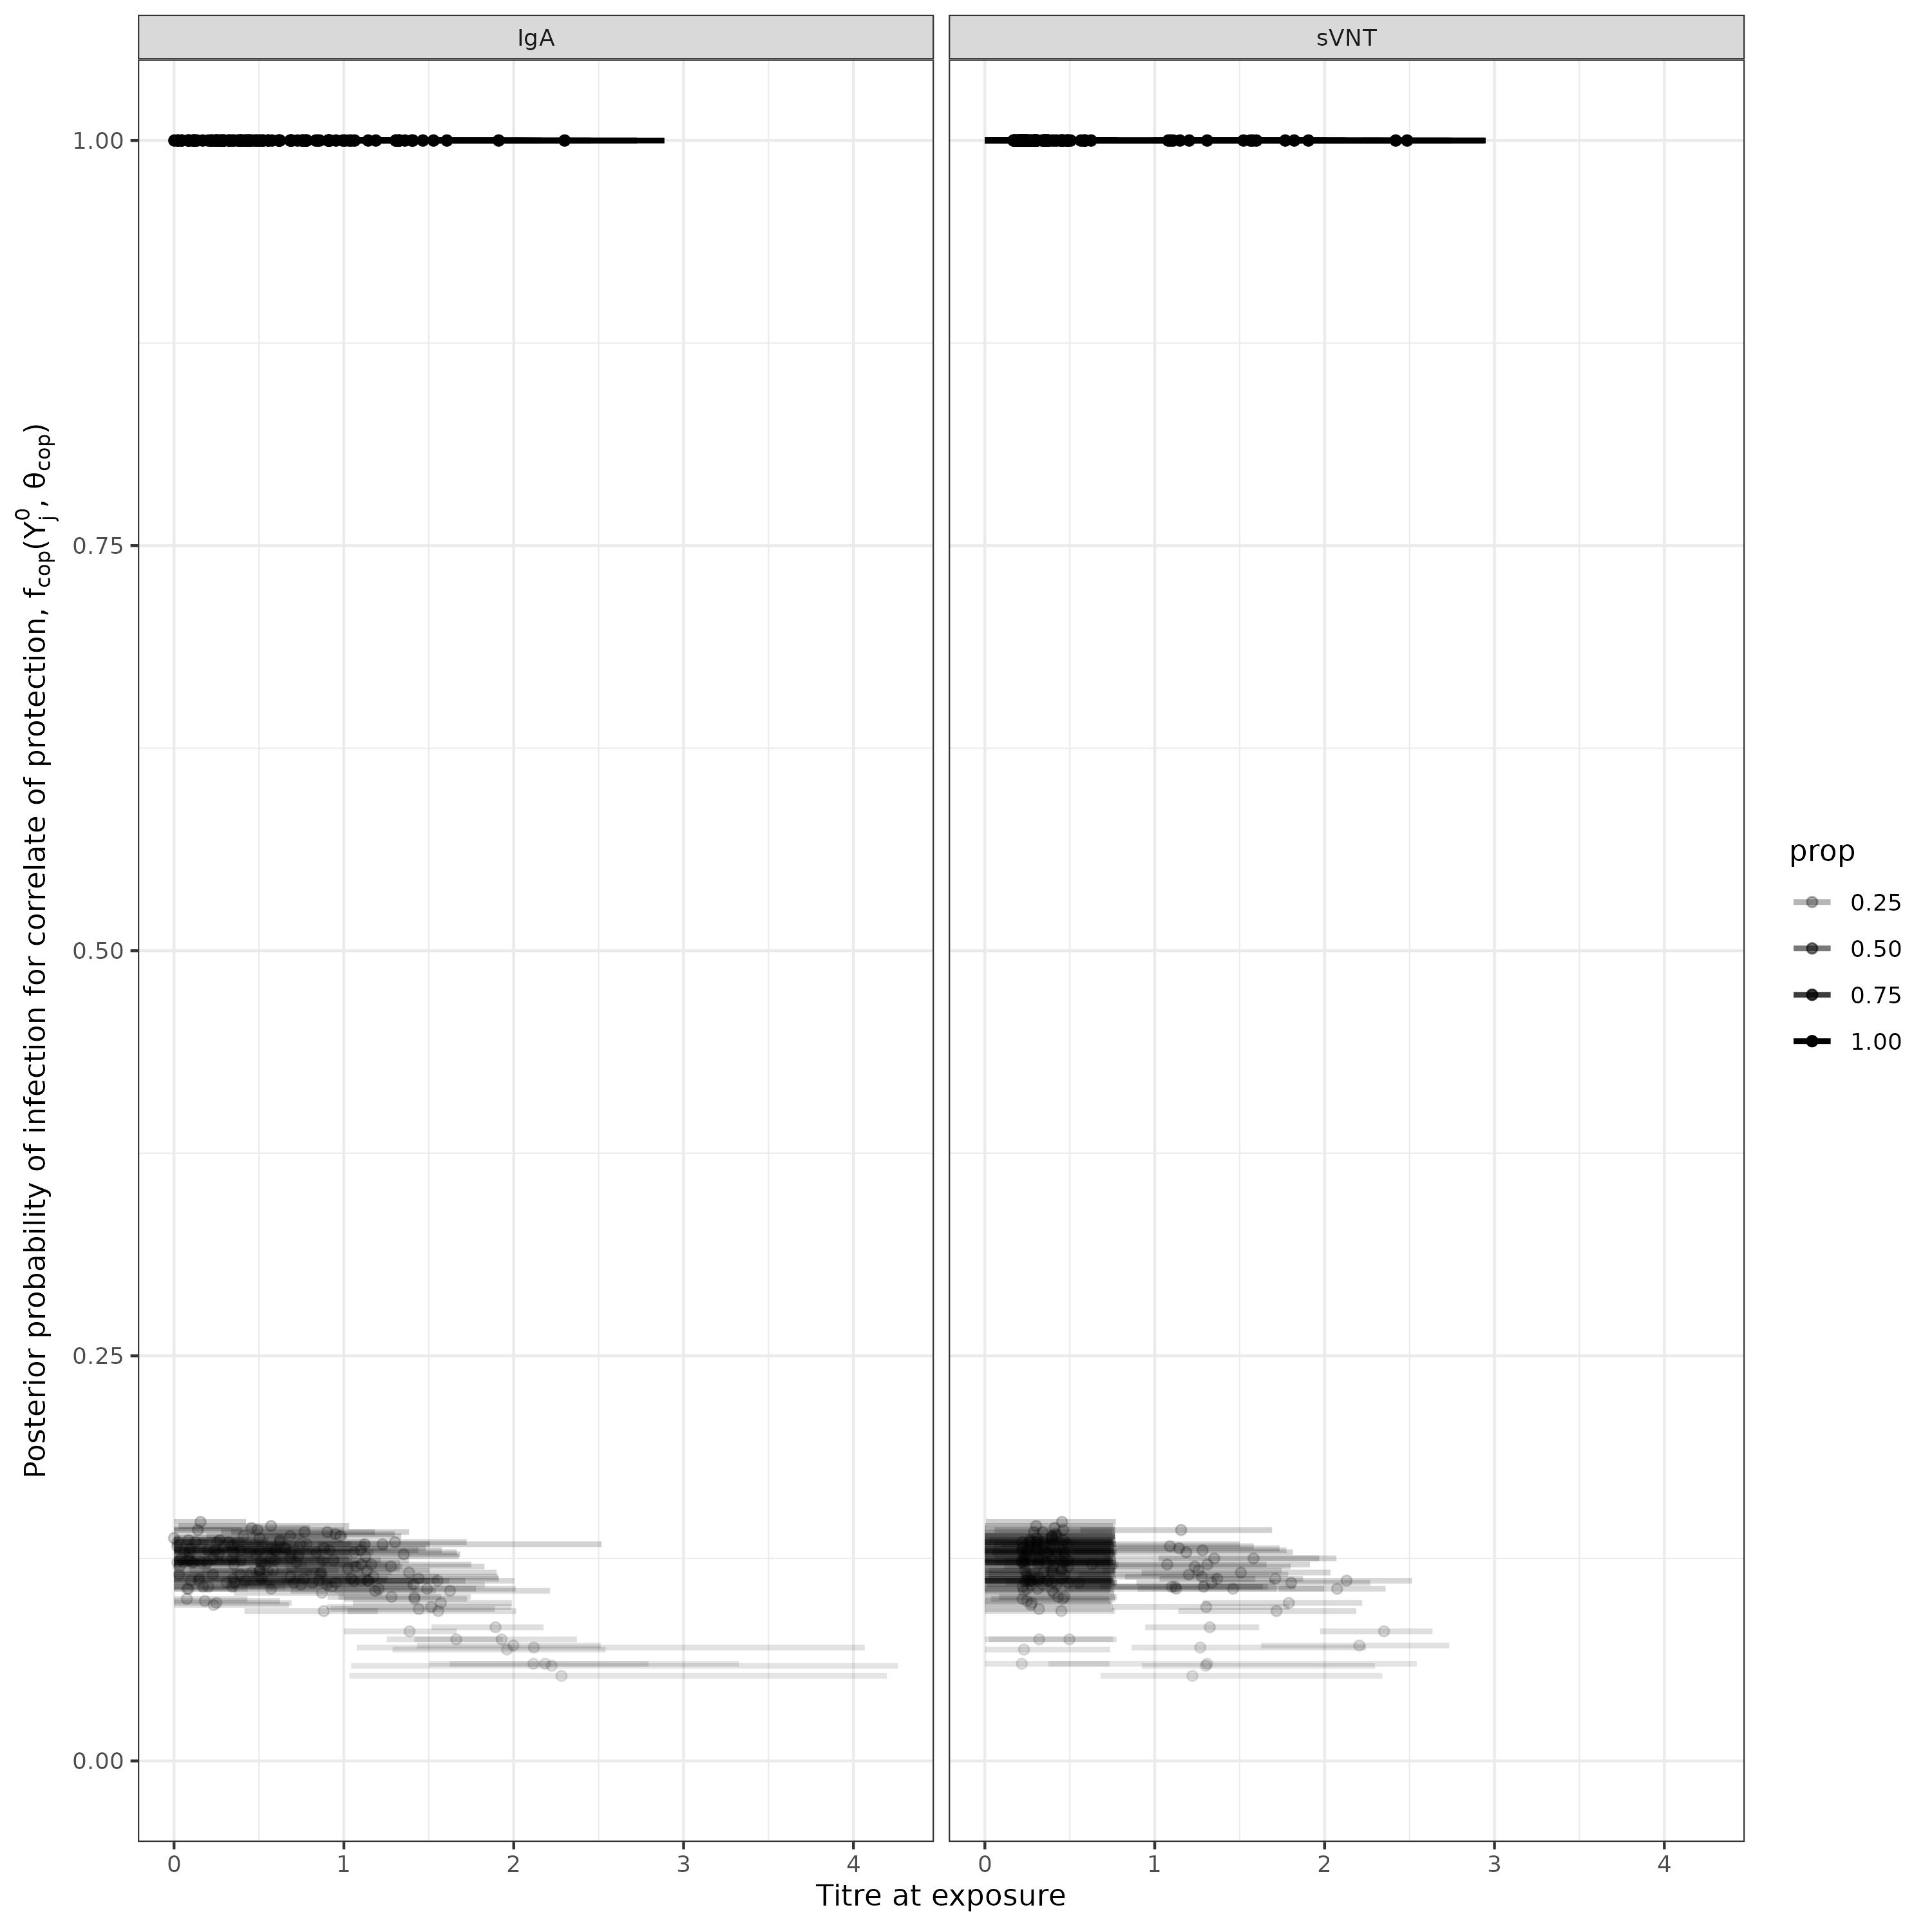 IgA
sVNT
Posterior probability of infection for correlate of protection, f_cop(Y_j^0, θ_cop)
1.00
0.75
0.50
0.25
0.00
0 1 2 3 4
0 1 2 3 4
Titre at exposure
prop
0.25
0.50
0.75
1.00